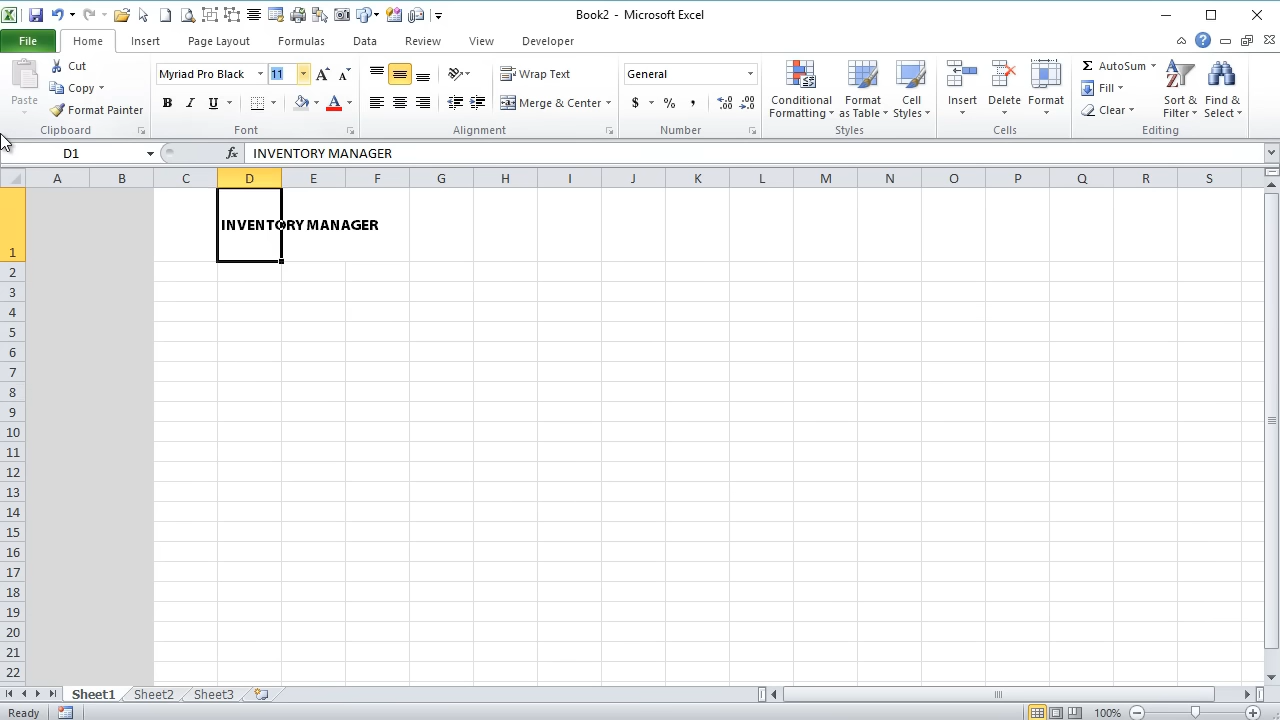 Book2 - Microsoft Excel
File Home Insert Page Layout Formulas Data Review View Developer
Paste Cut Copy Format Painter Clipboard
Myriad Pro Black 11 A A B I U A Font
Wrap Text Merge & Center Alignment
General $ % , Number
Conditional Formatting Format as Table Cell Styles Styles
Insert Delete Format Cells
Σ AutoSum Fill Clear Sort & Filter Find & Select Editing
D1 fx INVENTORY MANAGER
A B C D E F G H I J K L M N O P Q R S
1 INVENTORY MANAGER
2
3
4
5
6
7
8
9
10
11
12
13
14
15
16
17
18
19
20
21
22
Sheet1 Sheet2 Sheet3
Ready 100%